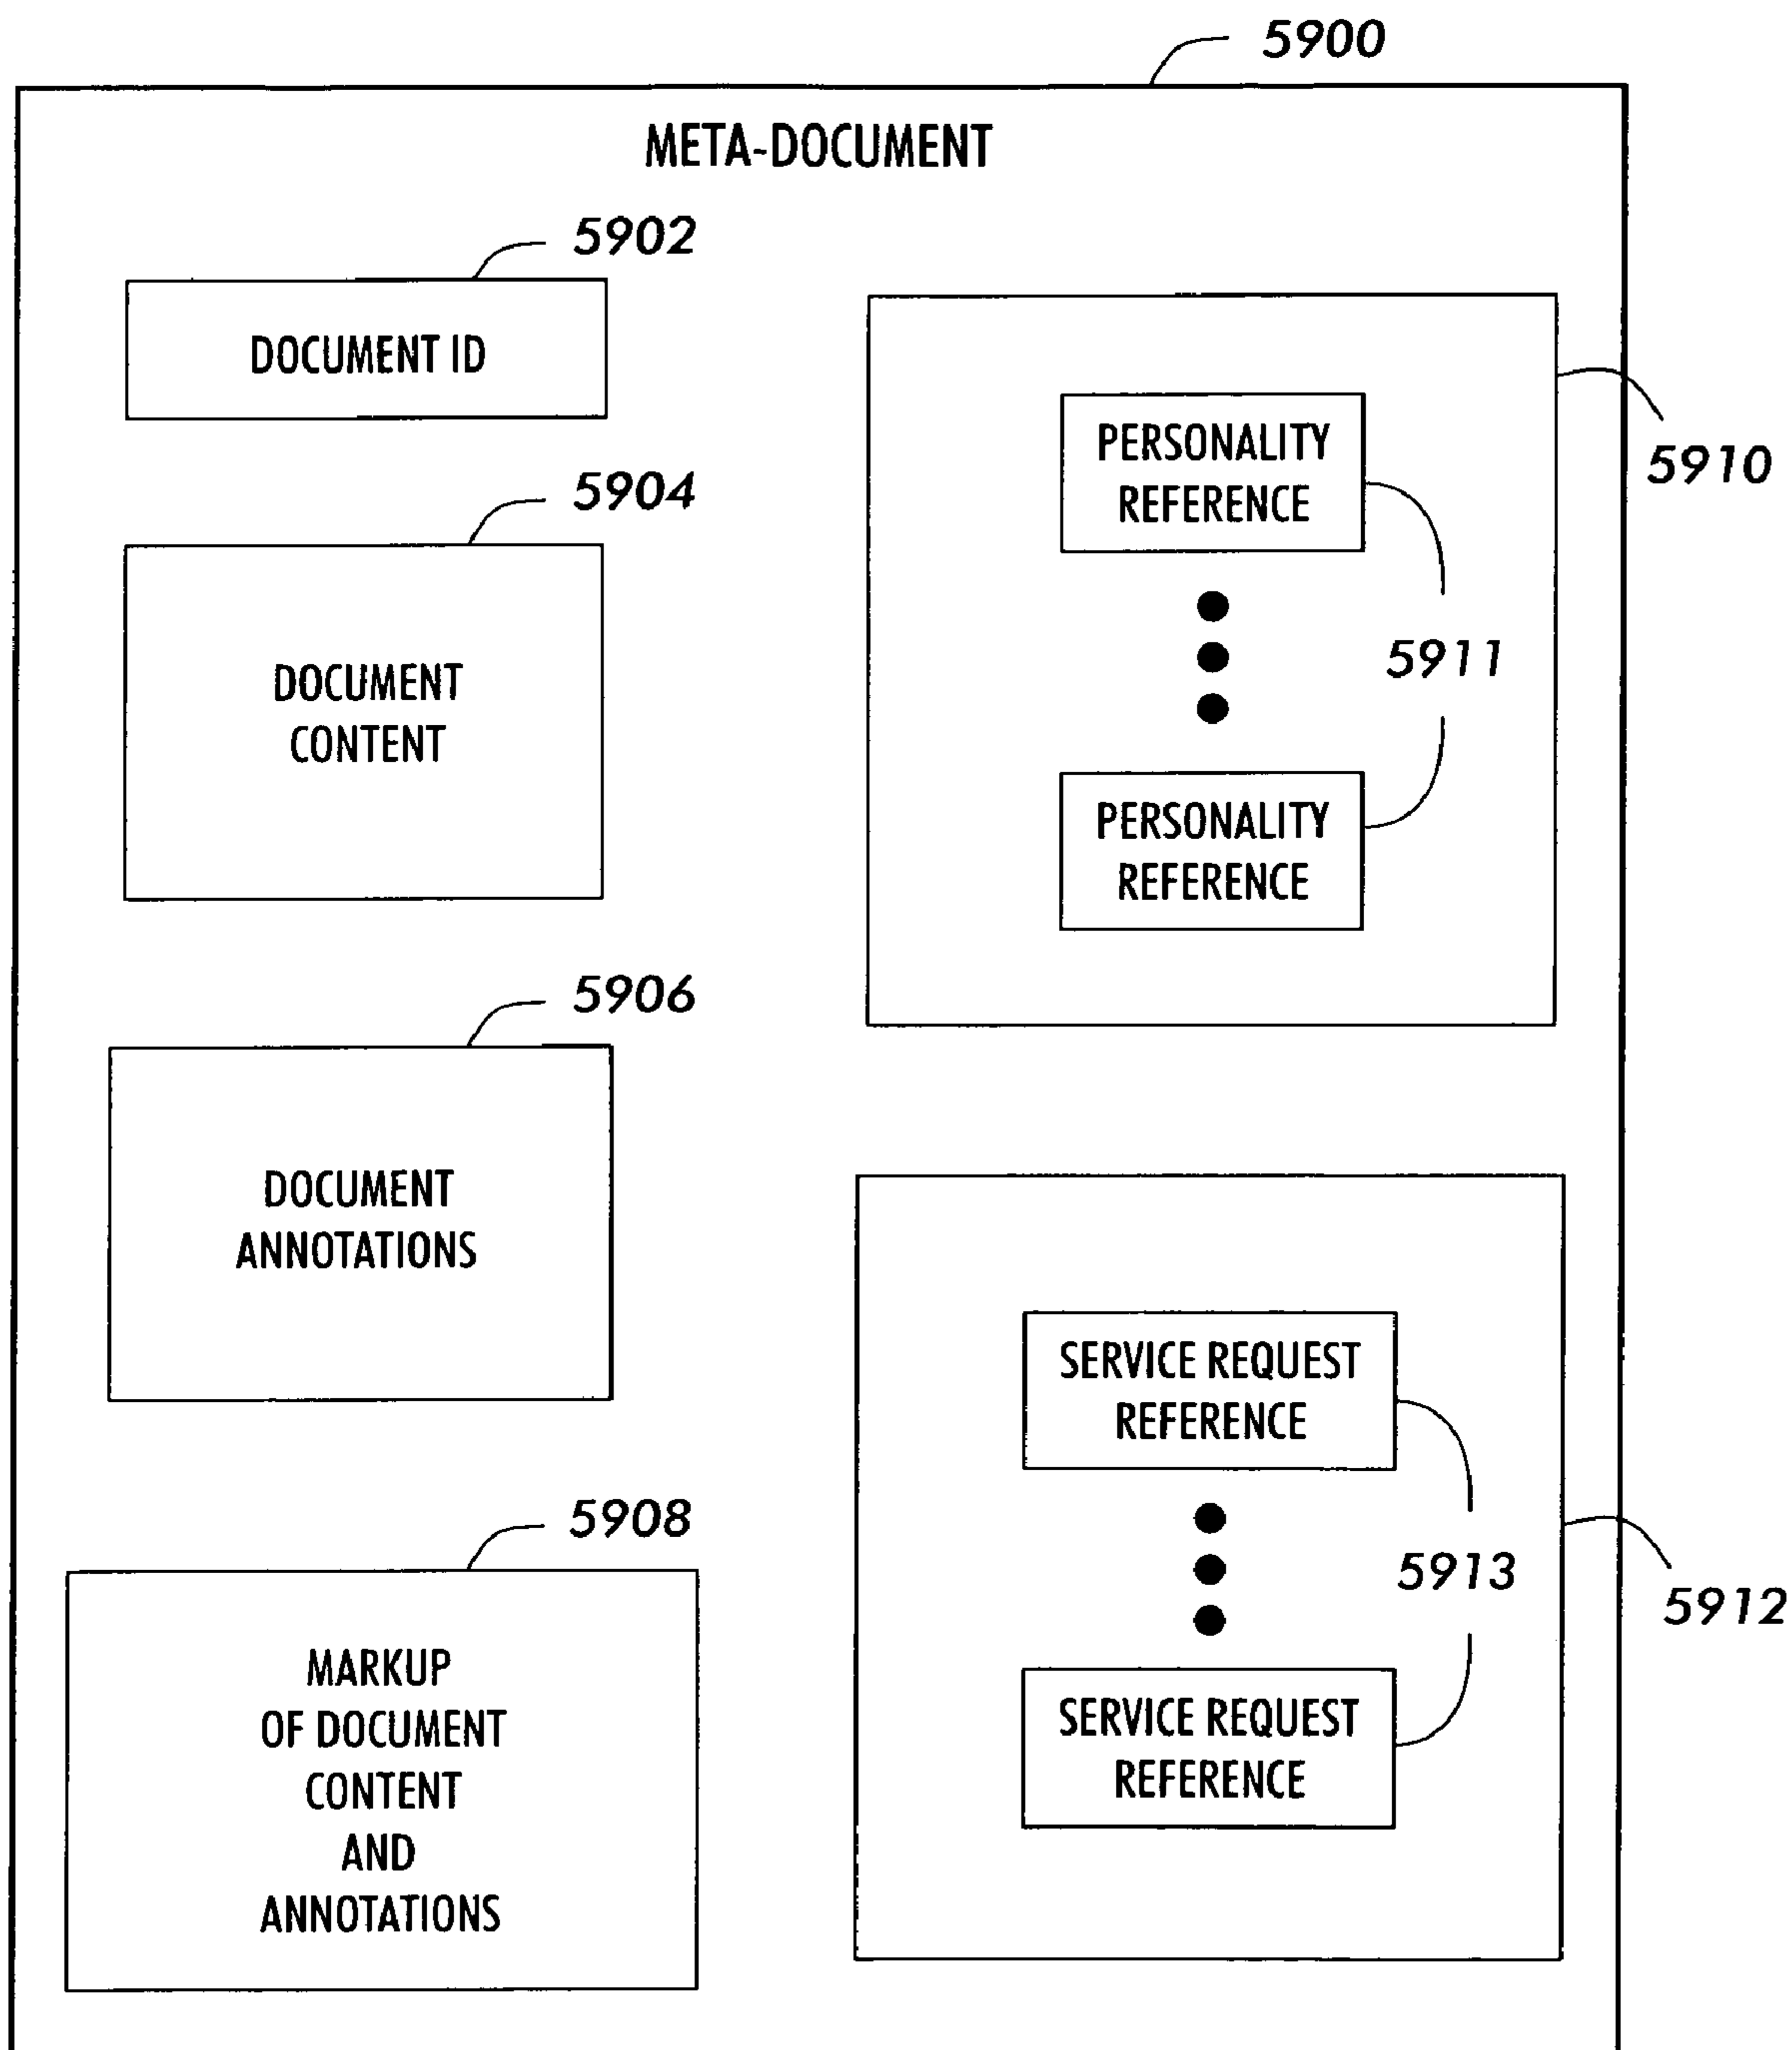 5900
META-DOCUMENT
5902
DOCUMENT ID
5904
DOCUMENT
CONTENT
5906
DOCUMENT
ANNOTATIONS
5908
MARKUP
OF DOCUMENT
CONTENT
AND
ANNOTATIONS
5910
PERSONALITY
REFERENCE
5911
PERSONALITY
REFERENCE
5912
SERVICE REQUEST
REFERENCE
5913
SERVICE REQUEST
REFERENCE